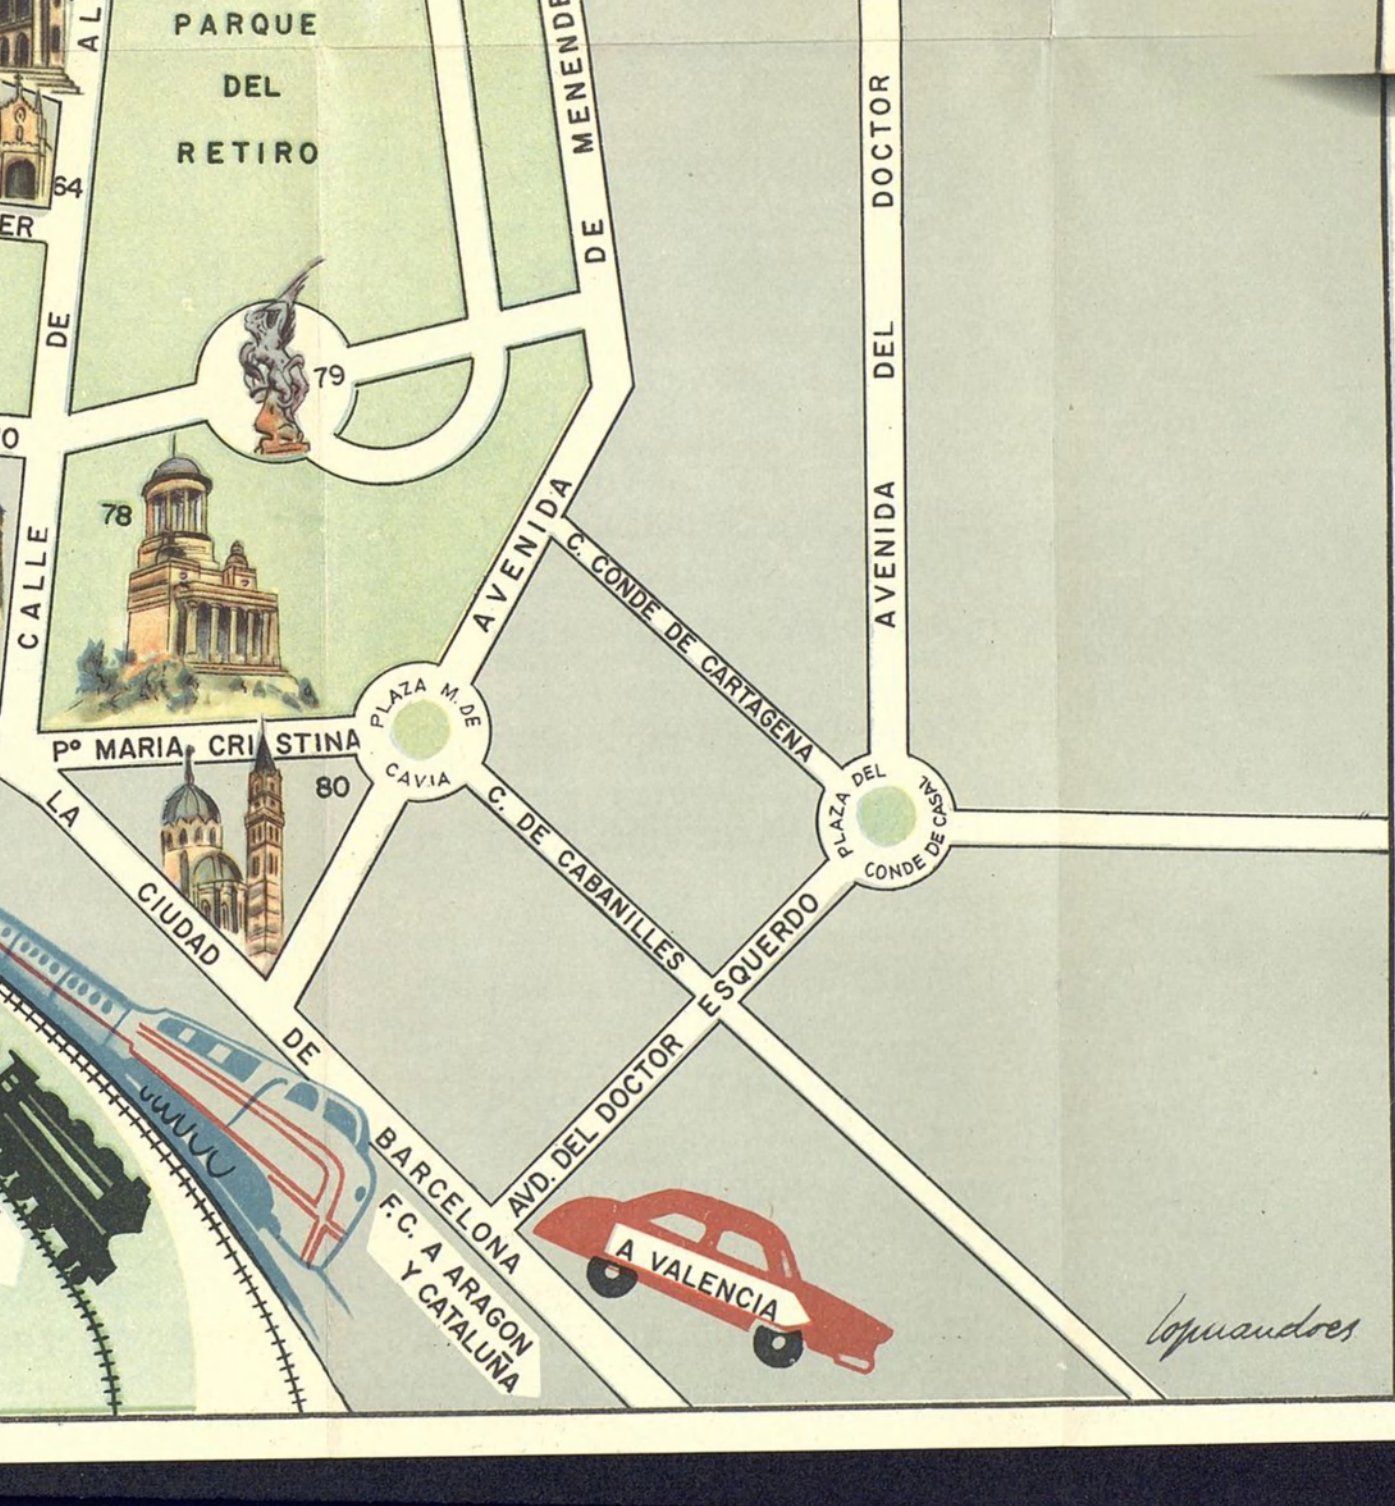 PARQUE
DEL
RETIRO
AL
DE
CALLE
64
ER
O
79
78
AVENIDA DE MENENDE
AVENIDA DEL DOCTOR
C. CONDE DE CARTAGENA
PLAZA M. DE
CAVIA
Pº MARIA CRISTINA
80
PLAZA DEL
CONDE DE CASAL
C. DE CABANILLES
ESQUERDO
AVD. DEL DOCTOR
LA CIUDAD DE BARCELONA
F.C. A ARAGON
Y CATALUÑA
A VALENCIA